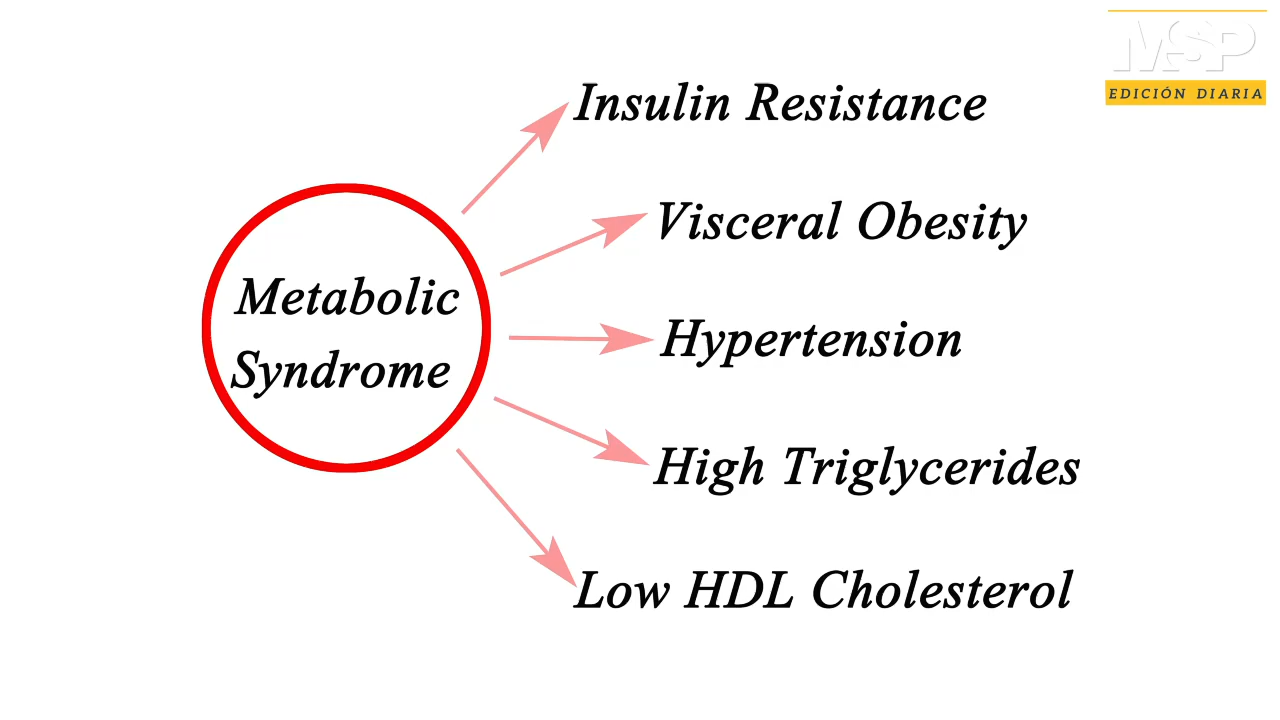 MSP
EDICIÓN DIARIA
Insulin Resistance
Visceral Obesity
Metabolic
Syndrome
Hypertension
High Triglycerides
Low HDL Cholesterol